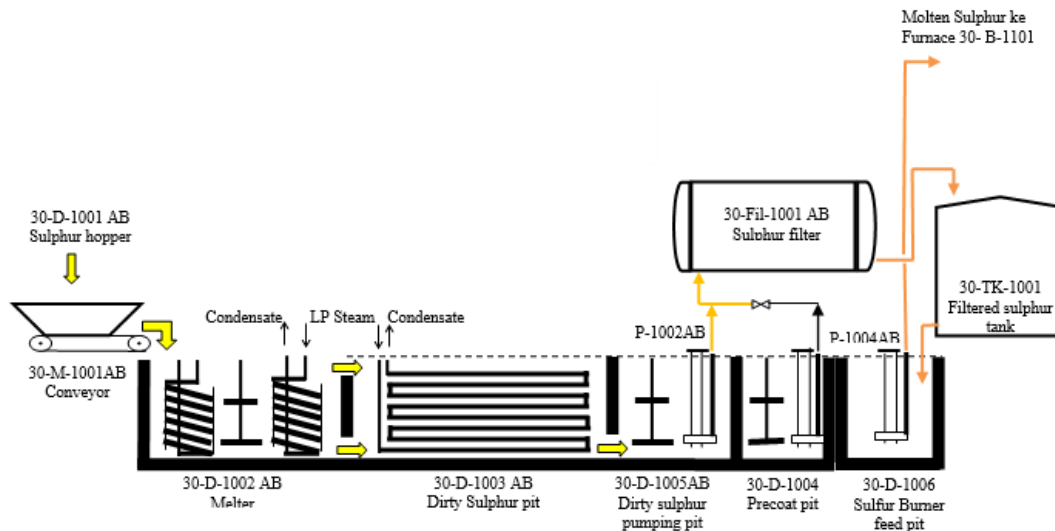 Molten Sulphur ke
Furnace 30- B-1101
30-D-1001 AB
Sulphur hopper
30-Fil-1001 AB
Sulphur filter
30-TK-1001
Filtered sulphur
tank
Condensate
LP Steam
Condensate
P-1002AB
P-1004AB
30-M-1001AB
Conveyor
30-D-1002 AB
Melter
30-D-1003 AB
Dirty Sulphur pit
30-D-1005AB
Dirty sulphur
pumping pit
30-D-1004
Precoat pit
30-D-1006
Sulfur Burner
feed pit